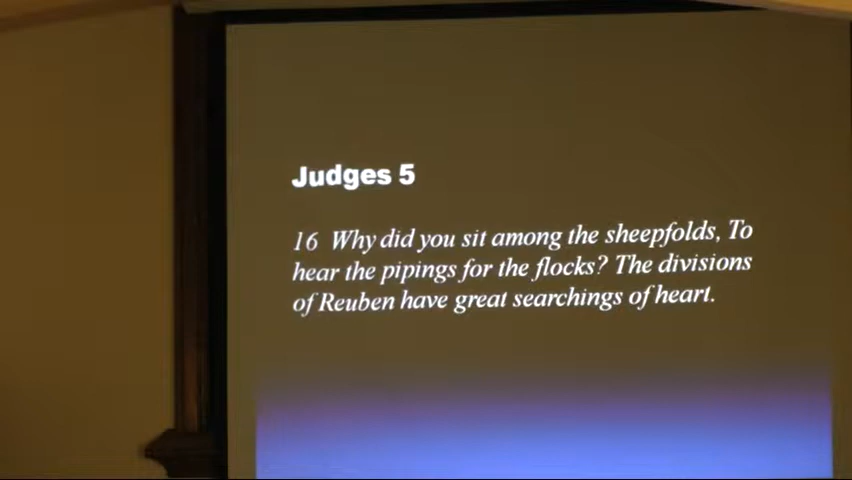 Judges 5
16 Why did you sit among the sheepfolds, To
hear the pipings for the flocks? The divisions
of Reuben have great searchings of heart.